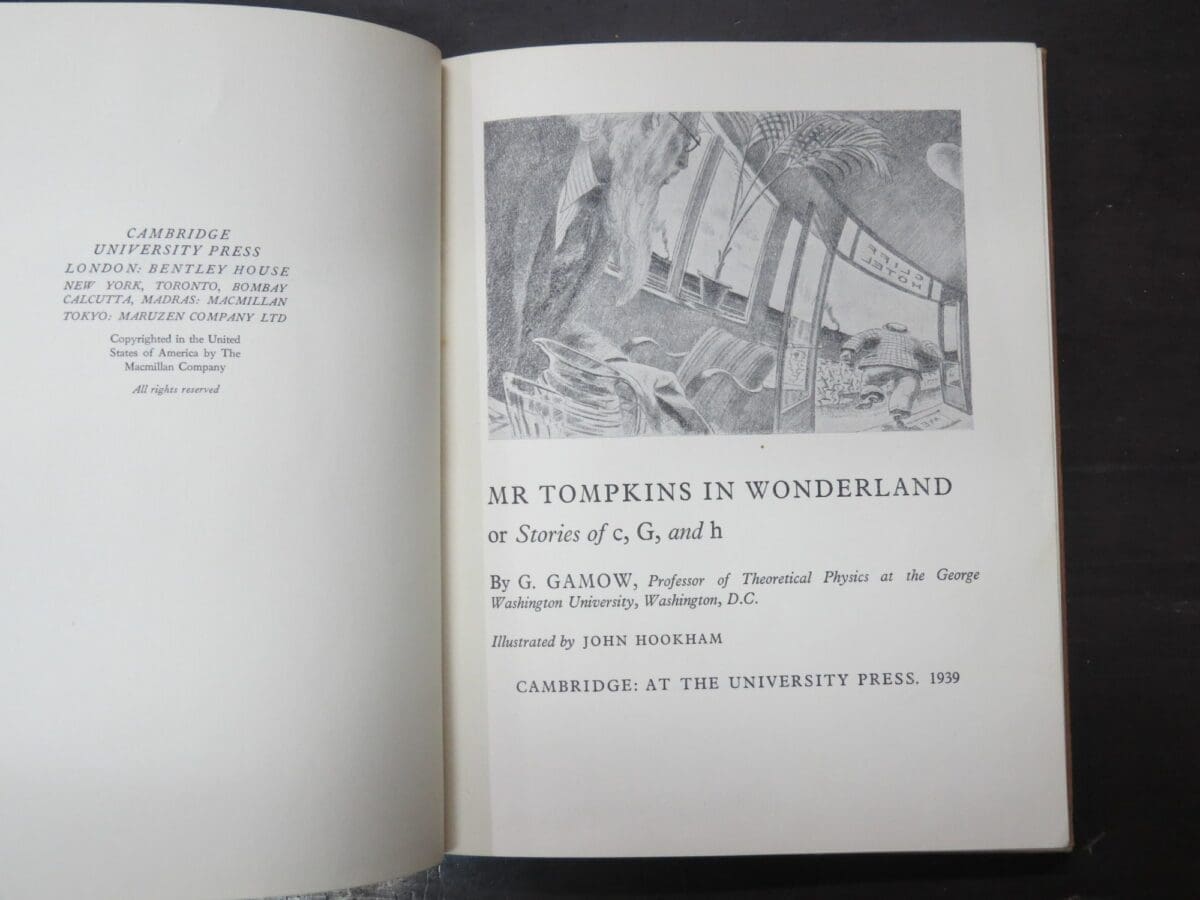 CAMBRIDGE
UNIVERSITY PRESS
LONDON: BENTLEY HOUSE
NEW YORK, TORONTO, BOMBAY
CALCUTTA, MADRAS: MACMILLAN
TOKYO: MARUZEN COMPANY LTD
Copyrighted in the United
States of America by The
Macmillan Company
All rights reserved
CLIFF
HOTEL
MR TOMPKINS IN WONDERLAND
or Stories of c, G, and h
By G. GAMOW, Professor of Theoretical Physics at the George
Washington University, Washington, D.C.
Illustrated by JOHN HOOKHAM
CAMBRIDGE: AT THE UNIVERSITY PRESS. 1939